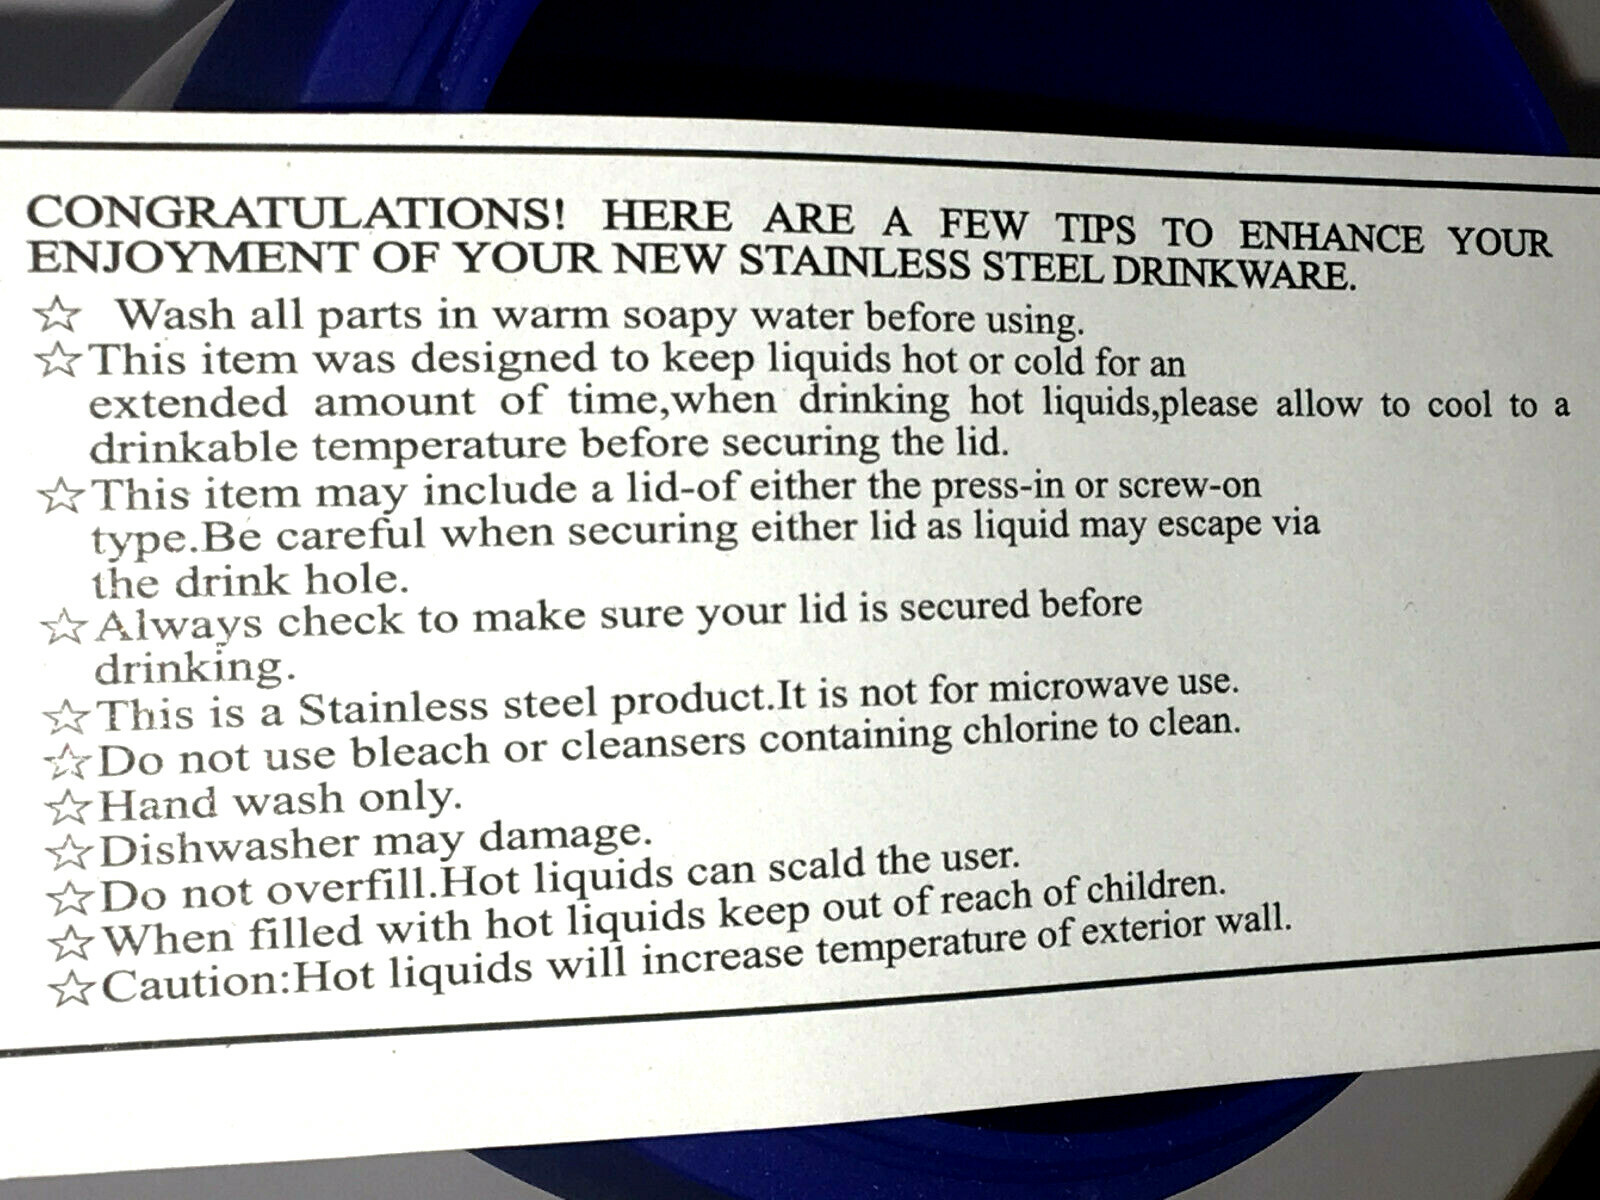 CONGRATULATIONS! HERE ARE A FEW TIPS TO ENHANCE YOUR
ENJOYMENT OF YOUR NEW STAINLESS STEEL DRINKWARE.
☆ Wash all parts in warm soapy water before using.
☆This item was designed to keep liquids hot or cold for an
extended amount of time,when drinking hot liquids,please allow to cool to a
drinkable temperature before securing the lid.
☆This item may include a lid-of either the press-in or screw-on
type.Be careful when securing either lid as liquid may escape via
the drink hole.
☆Always check to make sure your lid is secured before
drinking.
☆This is a Stainless steel product.It is not for microwave use.
☆Do not use bleach or cleansers containing chlorine to clean.
☆Hand wash only.
☆Dishwasher may damage.
☆Do not overfill.Hot liquids can scald the user.
☆When filled with hot liquids keep out of reach of children.
☆Caution:Hot liquids will increase temperature of exterior wall.